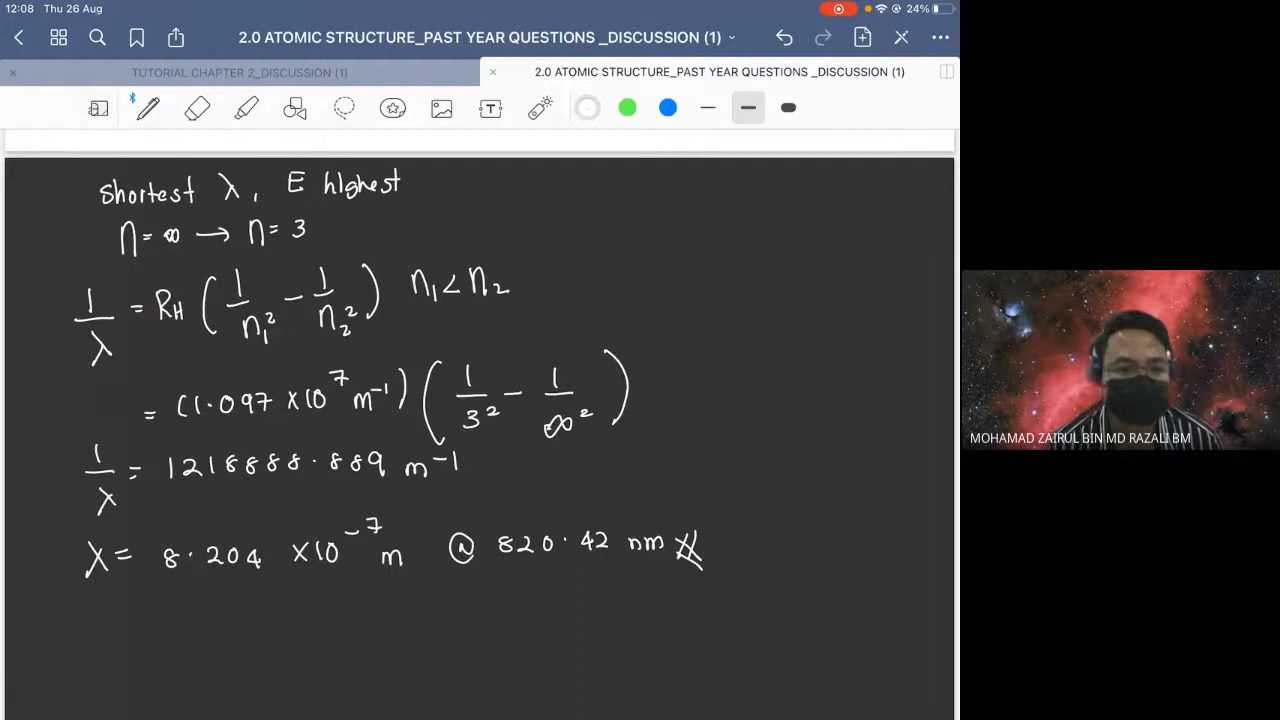 12:08 Thu 26 Aug 24%
2.0 ATOMIC STRUCTURE_PAST YEAR QUESTIONS _DISCUSSION (1)
TUTORIAL CHAPTER 2_DISCUSSION (1)
2.0 ATOMIC STRUCTURE_PAST YEAR QUESTIONS _DISCUSSION (1)
shortest λ, E highest
n = ∞ → n = 3
1/λ = RH (1/n₁² − 1/n₂²) n₁ < n₂
= (1.097 × 10⁷ m⁻¹) (1/3² − 1/∞²)
1/λ = 1218888.889 m⁻¹
λ = 8.204 × 10⁻⁷ m @ 820.42 nm
MOHAMAD ZAIRUL BIN MD RAZALI BM